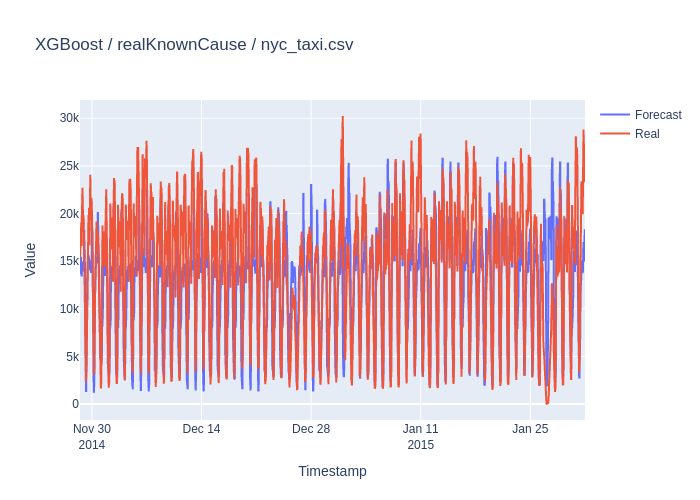 XGBoost / realKnownCause / nyc_taxi.csv
Forecast
Real
30k
25k
20k
15k
10k
5k
0
Value
Nov 30
2014
Dec 14
Dec 28
Jan 11
2015
Jan 25
Timestamp